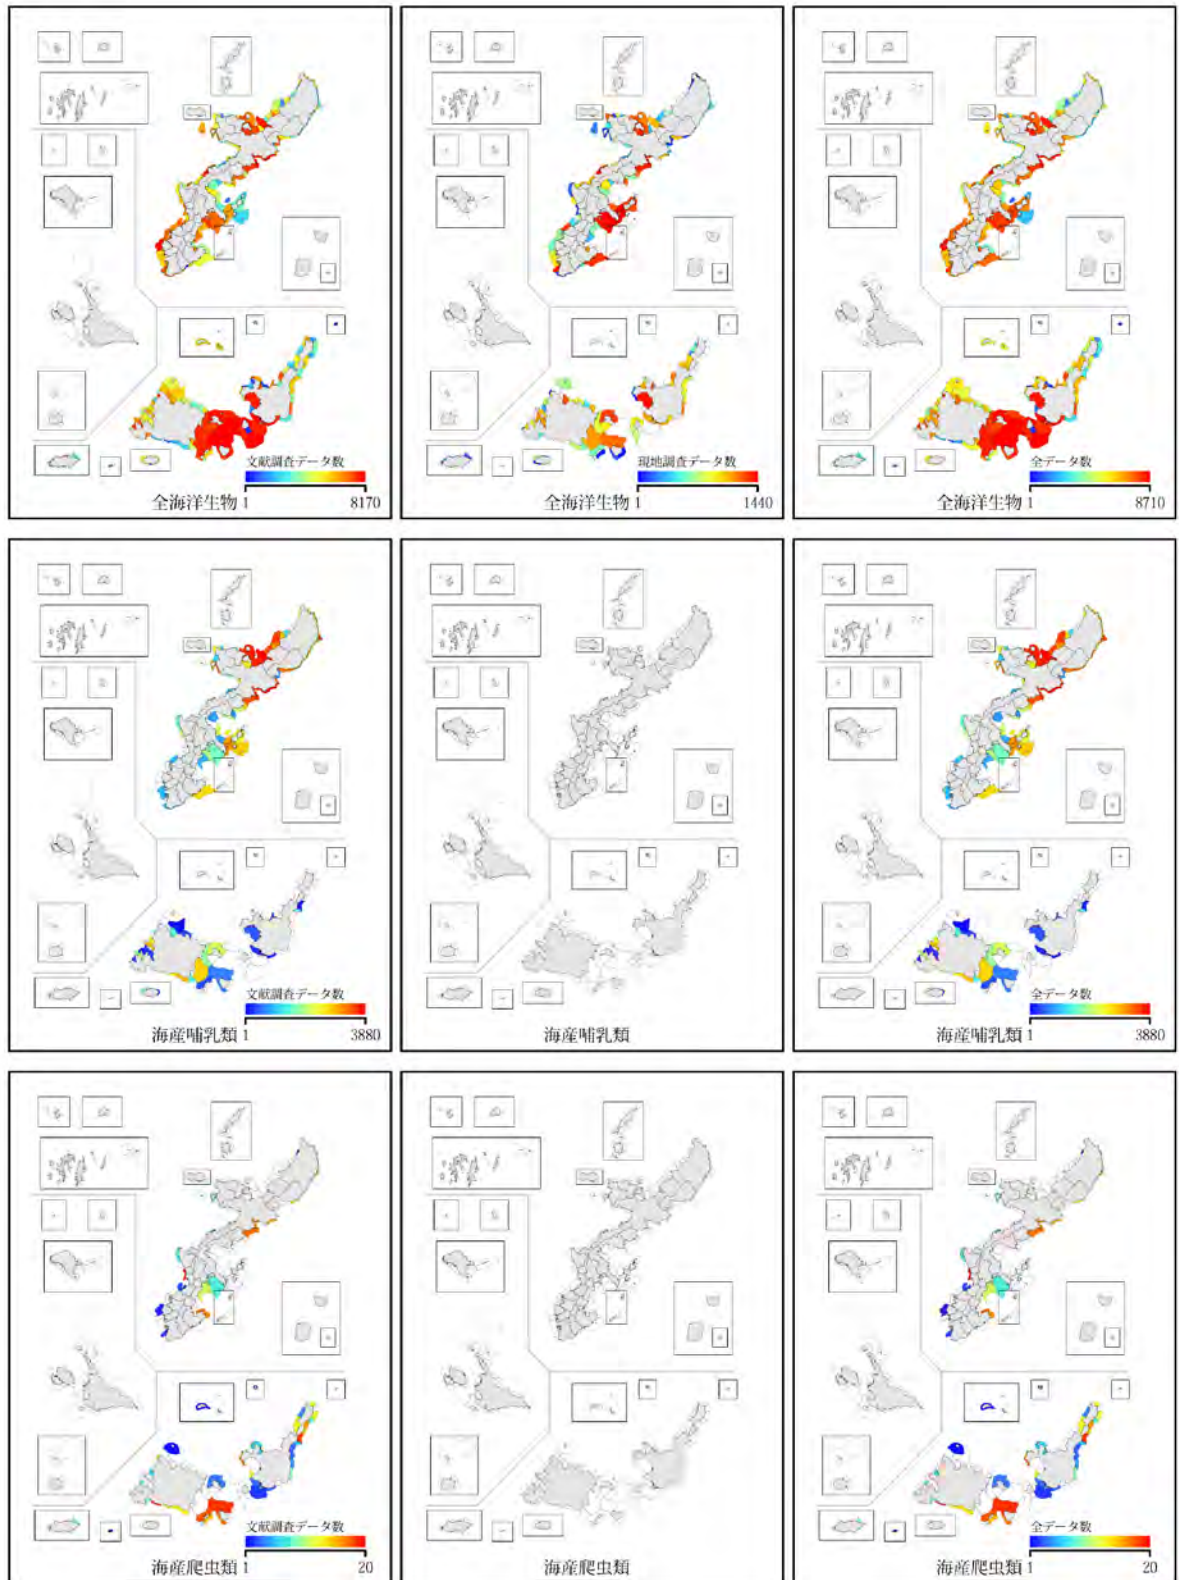 文献調査データ数
全海洋生物 1 8170
現地調査データ数
全海洋生物 1 1440
全データ数
全海洋生物 1 8710
文献調査データ数
海産哺乳類 1 3880
海産哺乳類
全データ数
海産哺乳類 1 3880
文献調査データ数
海産爬虫類 1 20
海産爬虫類
全データ数
海産爬虫類 1 20